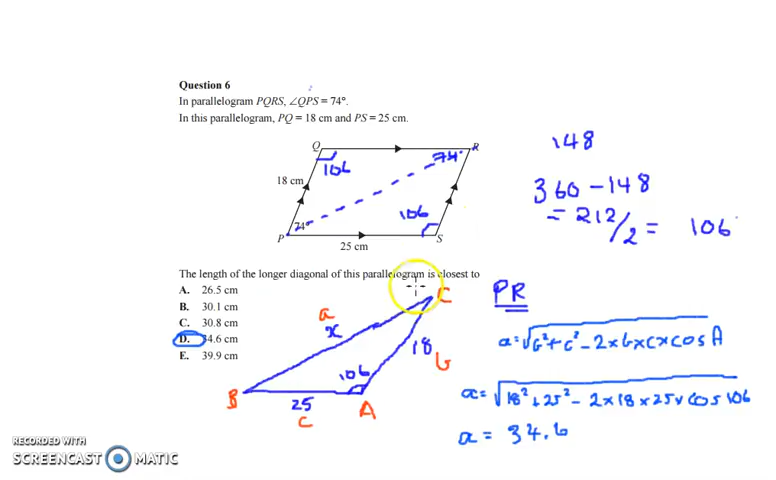 Question 6
In parallelogram PQRS, ∠QPS = 74°.
In this parallelogram, PQ = 18 cm and PS = 25 cm.
Q R
106 74°
18 cm
74° 106
P S
25 cm
148
360 - 148
= 212/2 = 106
The length of the longer diagonal of this parallelogram is closest to
A. 26.5 cm
B. 30.1 cm
C. 30.8 cm
D. 34.6 cm
E. 39.9 cm
C
a
x
18
b
106
B
25
A
c
PR
a = √b² + c² - 2 × b × c × cos A
x = √18² + 25² - 2 × 18 × 25 × cos 106
x = 34.6
RECORDED WITH
SCREENCAST MATIC